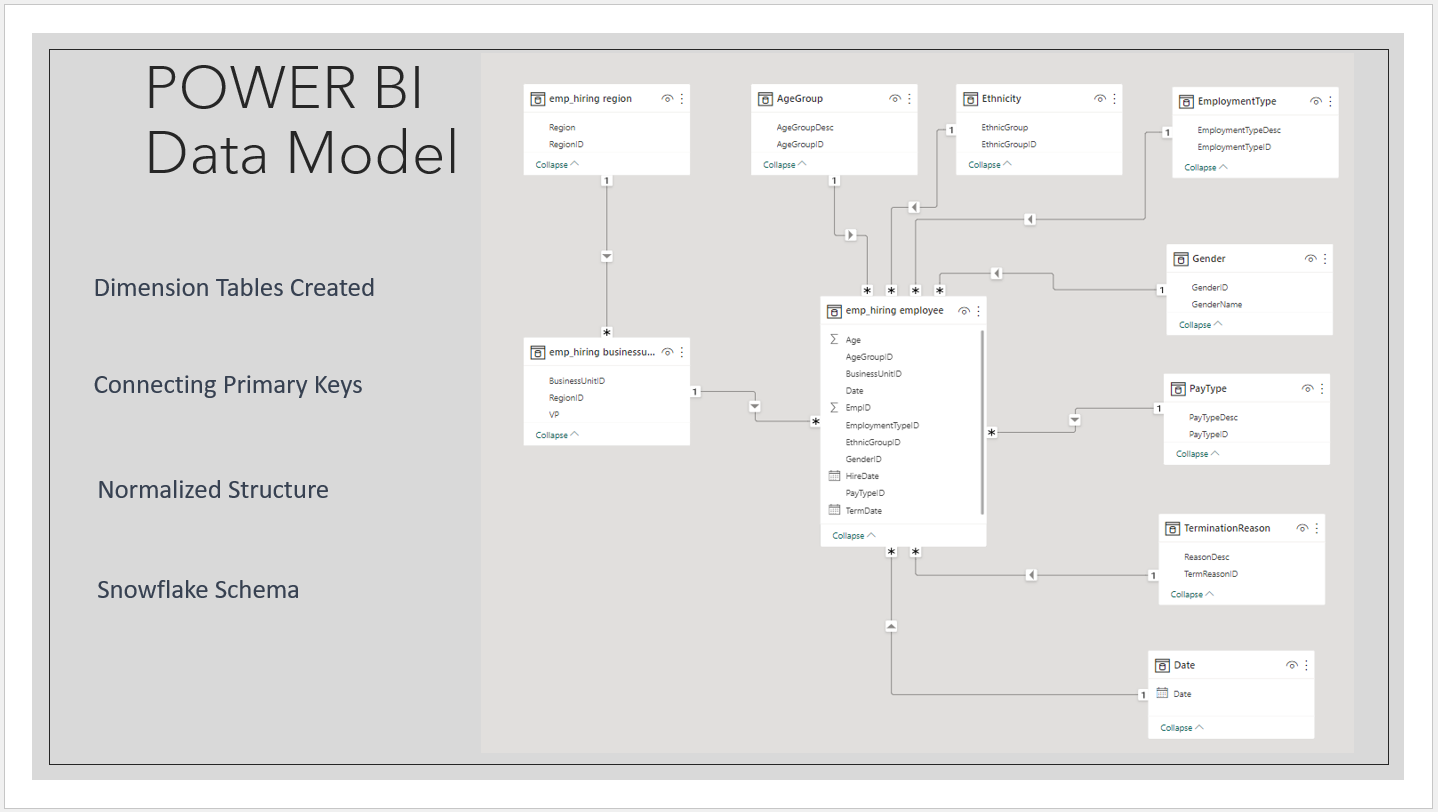 POWER BI
Data Model
Dimension Tables Created
Connecting Primary Keys
Normalized Structure
Snowflake Schema
emp_hiring region
Region
RegionID
Collapse
1
*
AgeGroup
AgeGroupDesc
AgeGroupID
Collapse
1
*
Ethnicity
EthnicGroup
EthnicGroupID
Collapse
1
*
EmploymentType
EmploymentTypeDesc
EmploymentTypeID
Collapse
1
*
Gender
GenderID
GenderName
Collapse
1
*
emp_hiring businessu...
BusinessUnitID
RegionID
VP
Collapse
1
*
emp_hiring employee
Σ Age
AgeGroupID
BusinessUnitID
Date
Σ EmpID
EmploymentTypeID
EthnicGroupID
GenderID
HireDate
PayTypeID
TermDate
Collapse
PayType
PayTypeDesc
PayTypeID
Collapse
1
*
TerminationReason
ReasonDesc
TermReasonID
Collapse
1
*
Date
Date
Collapse
1
*